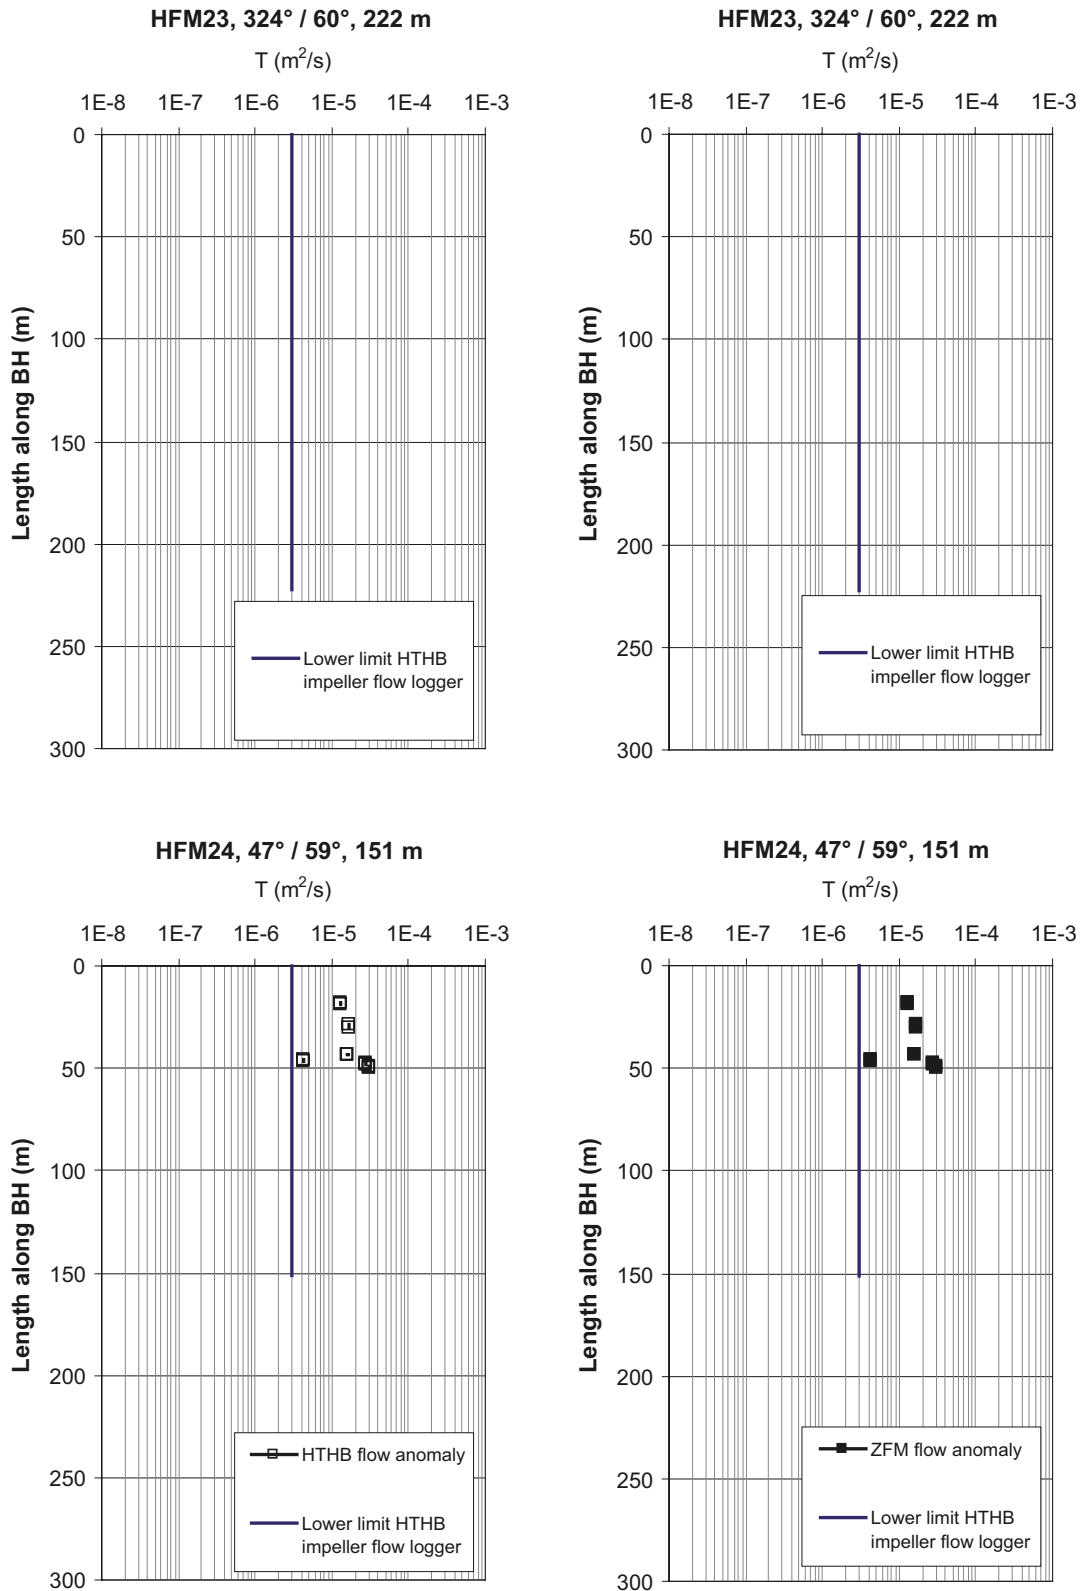 HFM23, 324° / 60°, 222 m
T (m²/s)
1E-8 1E-7 1E-6 1E-5 1E-4 1E-3
0
50
100
150
200
250
300
Length along BH (m)
Lower limit HTHB
impeller flow logger
HFM23, 324° / 60°, 222 m
T (m²/s)
1E-8 1E-7 1E-6 1E-5 1E-4 1E-3
0
50
100
150
200
250
300
Length along BH (m)
Lower limit HTHB
impeller flow logger
HFM24, 47° / 59°, 151 m
T (m²/s)
1E-8 1E-7 1E-6 1E-5 1E-4 1E-3
0
50
100
150
200
250
300
Length along BH (m)
HTHB flow anomaly
Lower limit HTHB
impeller flow logger
HFM24, 47° / 59°, 151 m
T (m²/s)
1E-8 1E-7 1E-6 1E-5 1E-4 1E-3
0
50
100
150
200
250
300
Length along BH (m)
ZFM flow anomaly
Lower limit HTHB
impeller flow logger